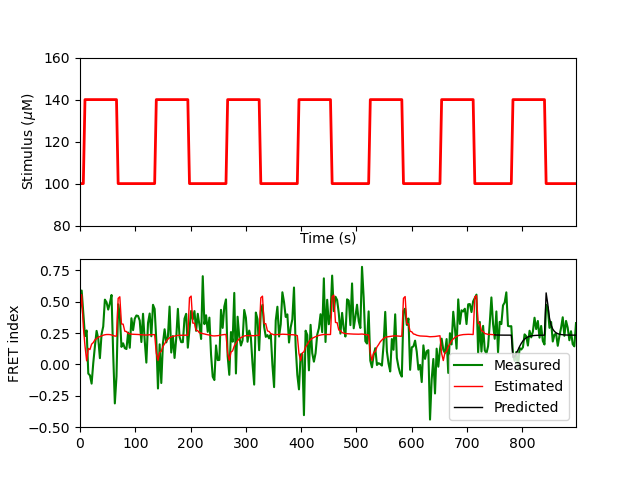 160
140
120
100
80
Stimulus (μM)
Time (s)
0.75
0.50
0.25
0.00
−0.25
−0.50
FRET index
Measured
Estimated
Predicted
0 100 200 300 400 500 600 700 800